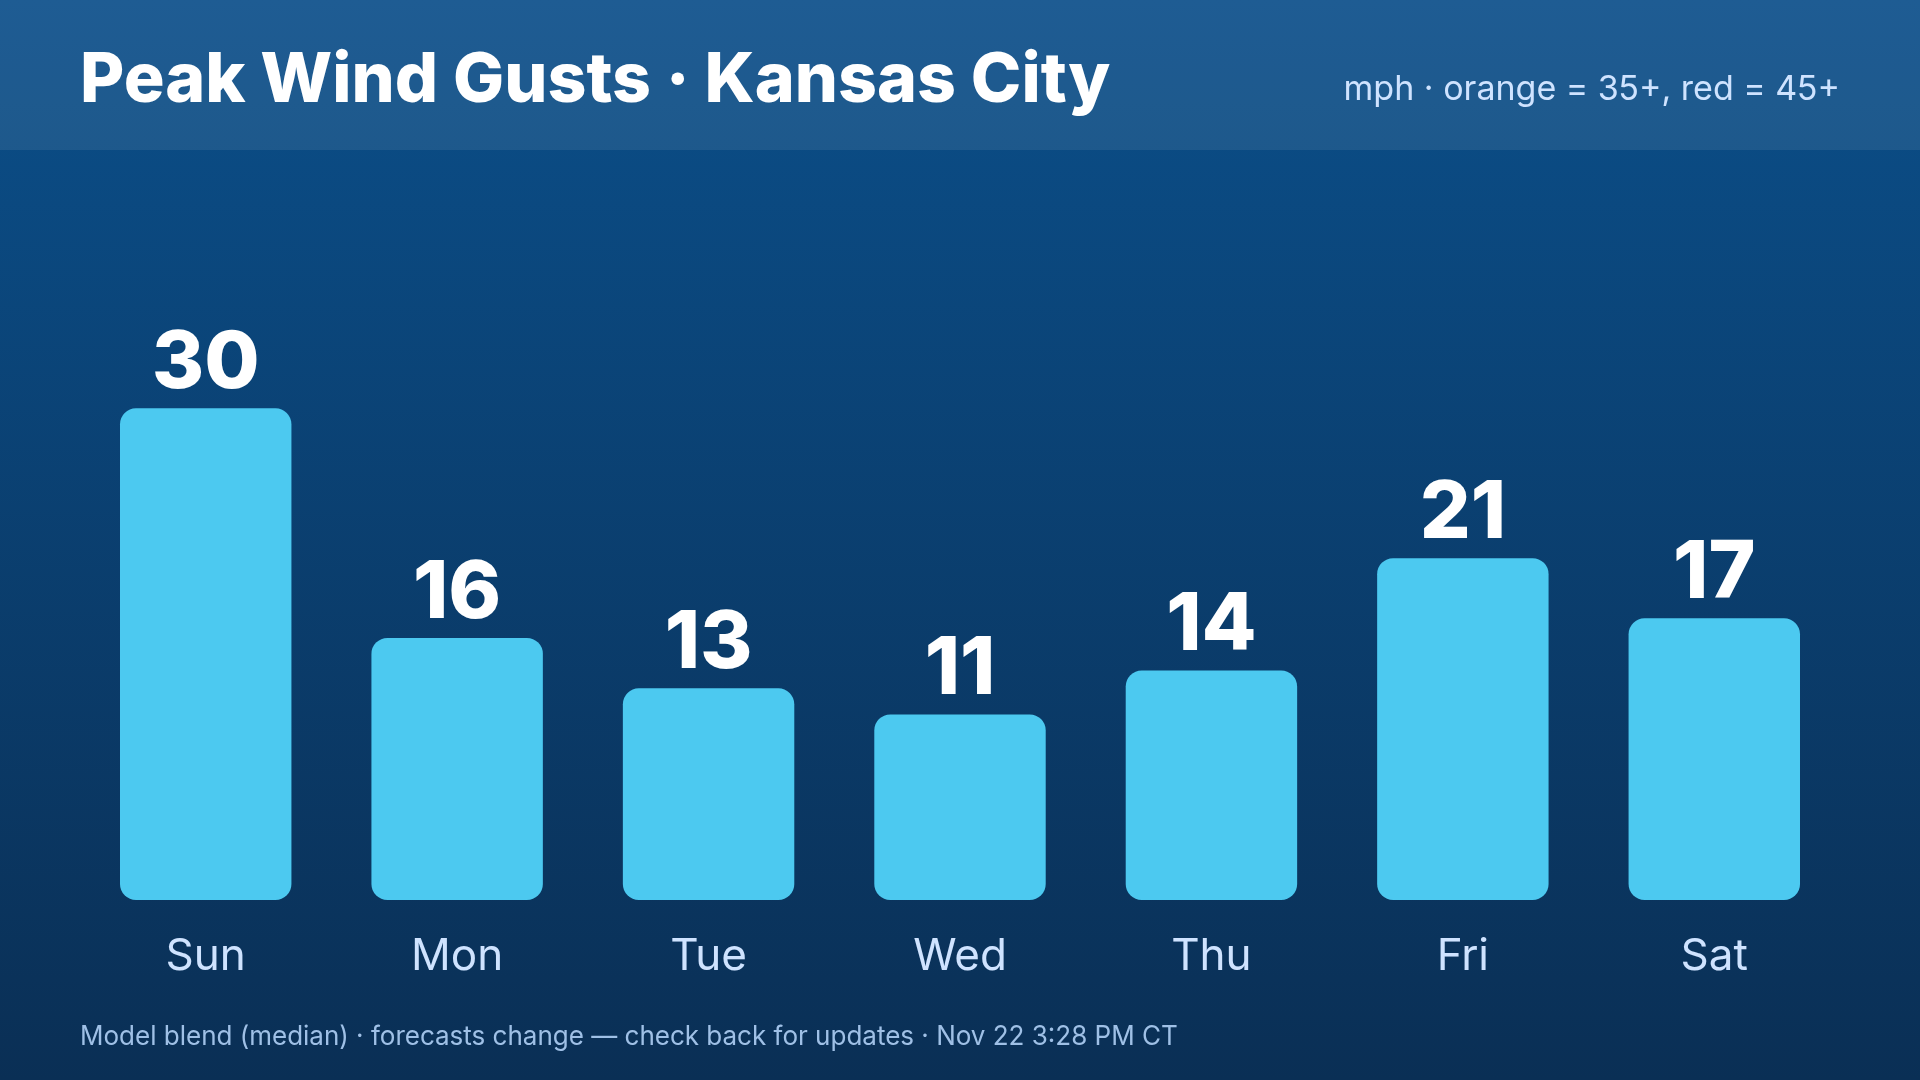 Peak Wind Gusts · Kansas City
mph · orange = 35+, red = 45+
30
16
13
11
14
21
17
Sun
Mon
Tue
Wed
Thu
Fri
Sat
Model blend (median) · forecasts change — check back for updates · Nov 22 3:28 PM CT